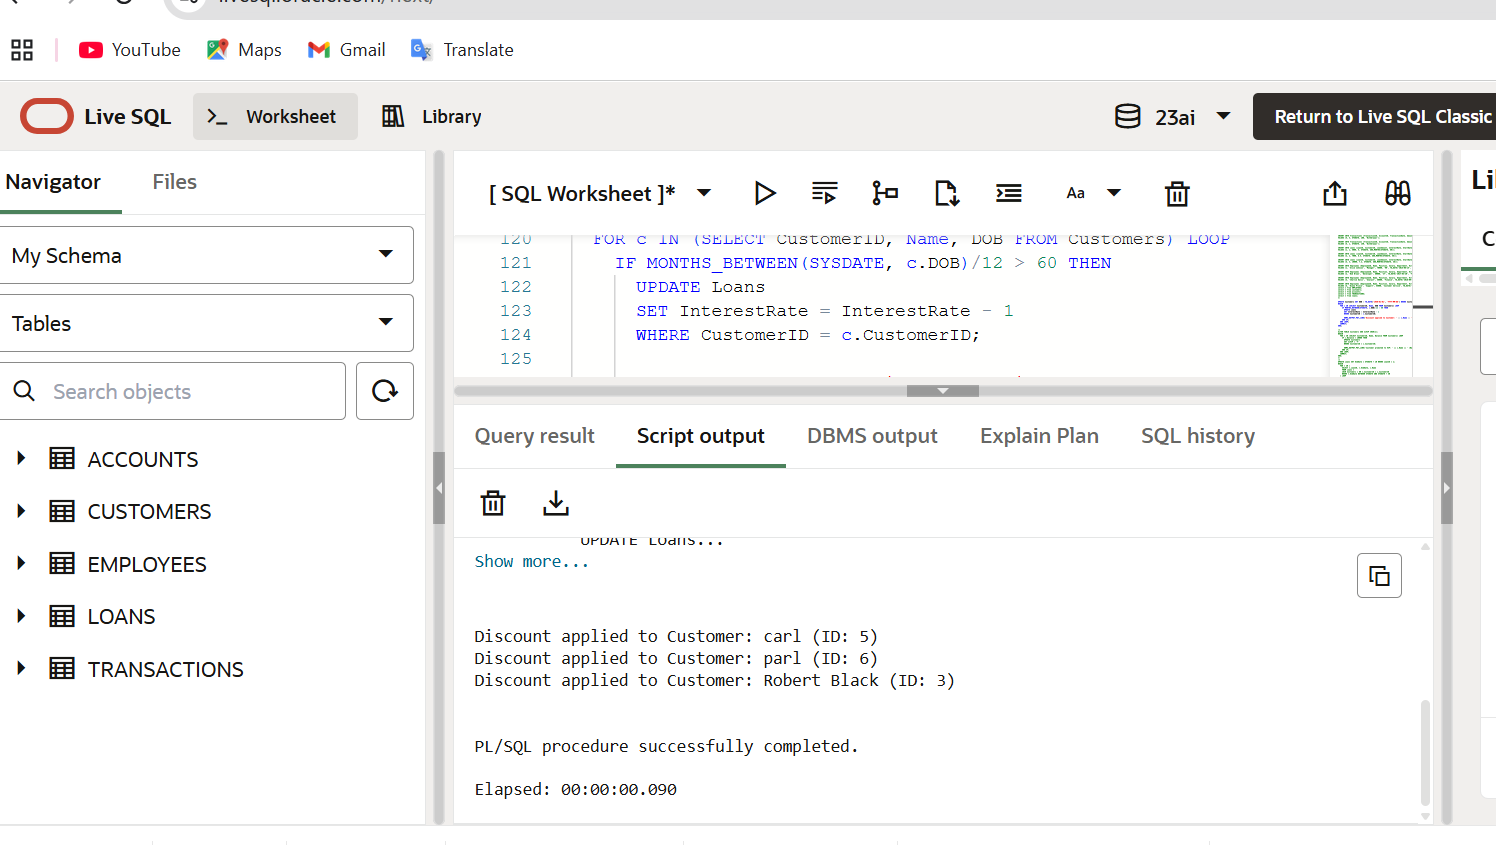 YouTube
Maps
Gmail
Translate
Live SQL
Worksheet
Library
23ai
Return to Live SQL Classic
Navigator
Files
My Schema
Tables
Search objects
ACCOUNTS
CUSTOMERS
EMPLOYEES
LOANS
TRANSACTIONS
[ SQL Worksheet ]*
Aa
120 FOR c IN (SELECT CustomerID, Name, DOB FROM Customers) LOOP
121 IF MONTHS_BETWEEN(SYSDATE, c.DOB)/12 > 60 THEN
122 UPDATE Loans
123 SET InterestRate = InterestRate - 1
124 WHERE CustomerID = c.CustomerID;
125
Query result
Script output
DBMS output
Explain Plan
SQL history
UPDATE Loans...
Show more...
Discount applied to Customer: carl (ID: 5)
Discount applied to Customer: parl (ID: 6)
Discount applied to Customer: Robert Black (ID: 3)
PL/SQL procedure successfully completed.
Elapsed: 00:00:00.090